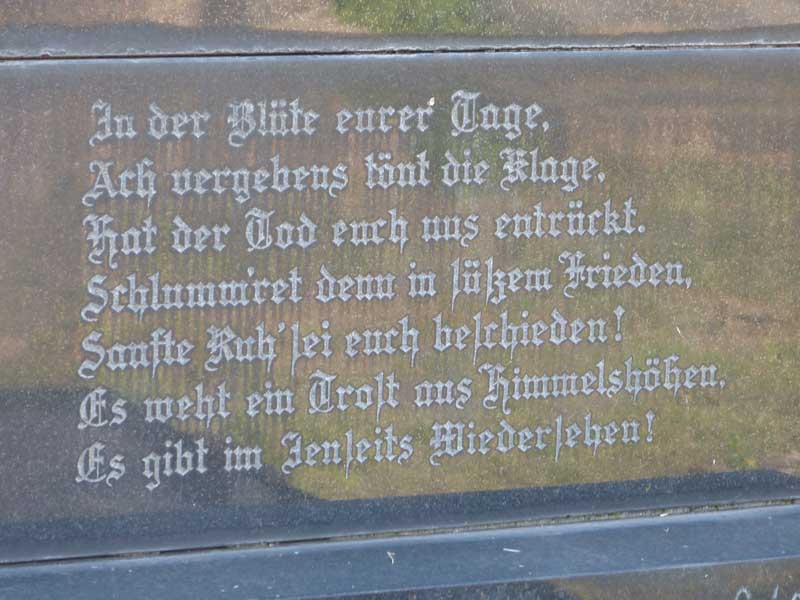 In der Blüte eurer Tage,
Ach vergebens tönt die Klage,
Hat der Tod euch uns entrückt.
Schlummiret denn in süßem Frieden,
Sanfte Ruh' sei euch beschieden!
Es weht ein Trost aus Himmelshöhen,
Es gibt im Jenseits Wiedersehen!